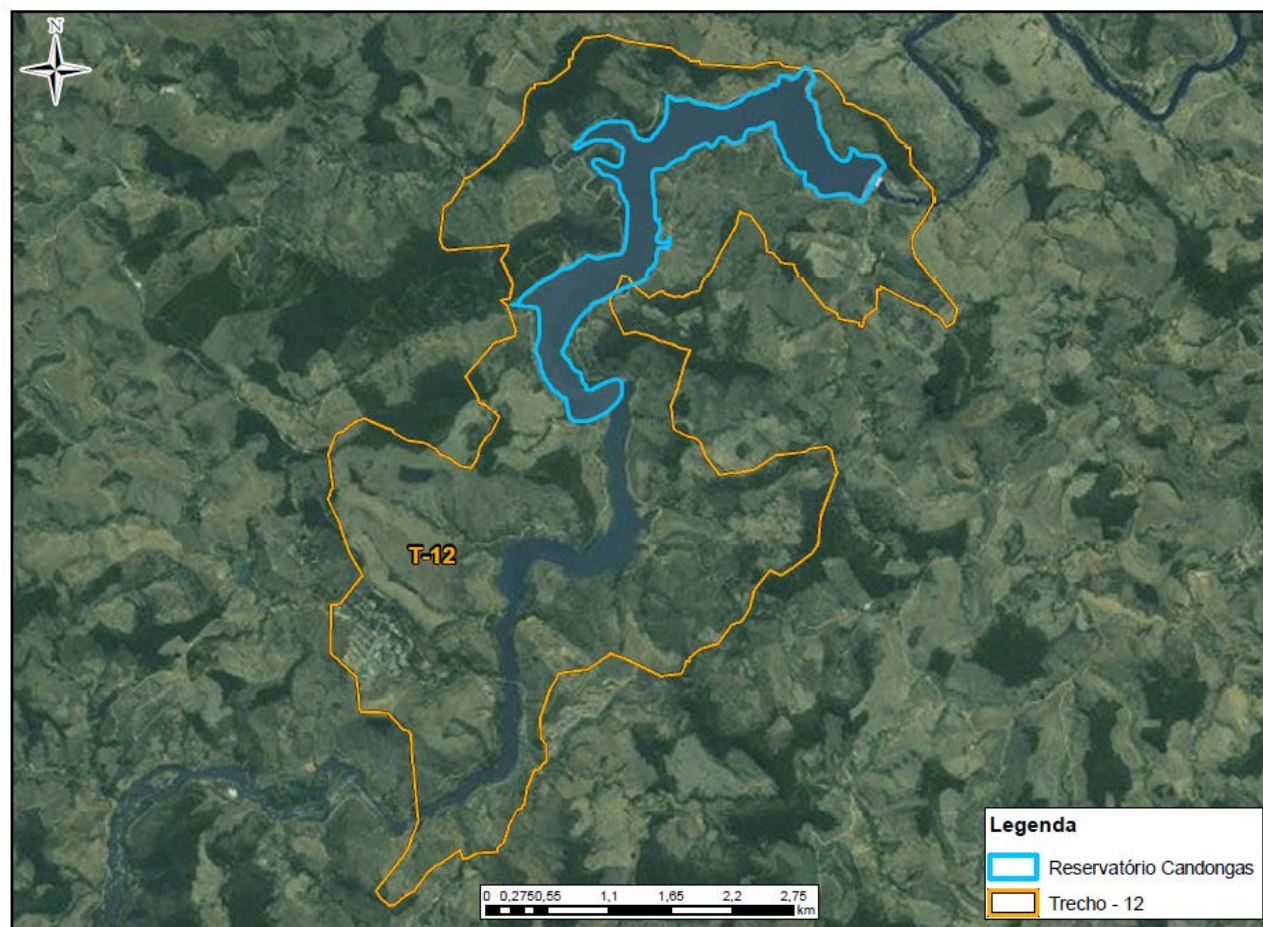 N
T-12
0 0,2750,55 1,1 1,65 2,2 2,75
km
Legenda
Reservatório Candongas
Trecho - 12